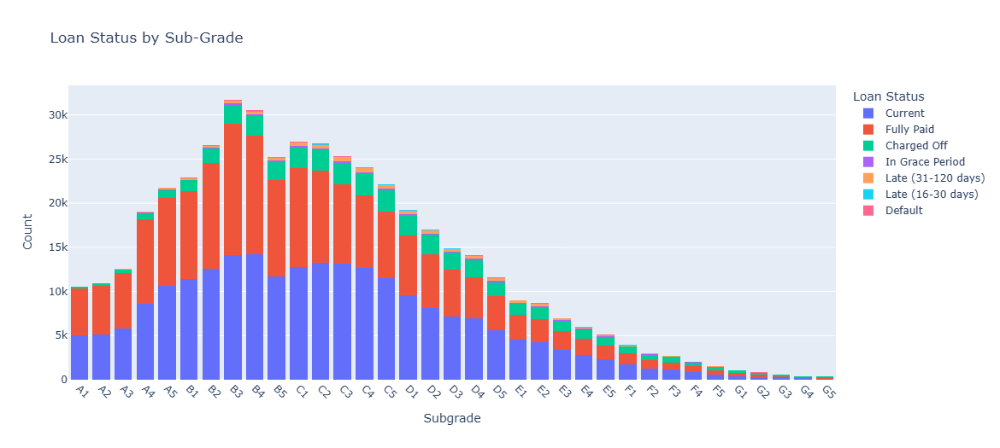 Loan Status by Sub-Grade
Loan Status
Current
Fully Paid
Charged Off
In Grace Period
Late (31-120 days)
Late (16-30 days)
Default
Count
30k
25k
20k
15k
10k
5k
0
A1 A2 A3 A4 A5 B1 B2 B3 B4 B5 C1 C2 C3 C4 C5 D1 D2 D3 D4 D5 E1 E2 E3 E4 E5 F1 F2 F3 F4 F5 G1 G2 G3 G4 G5
Subgrade